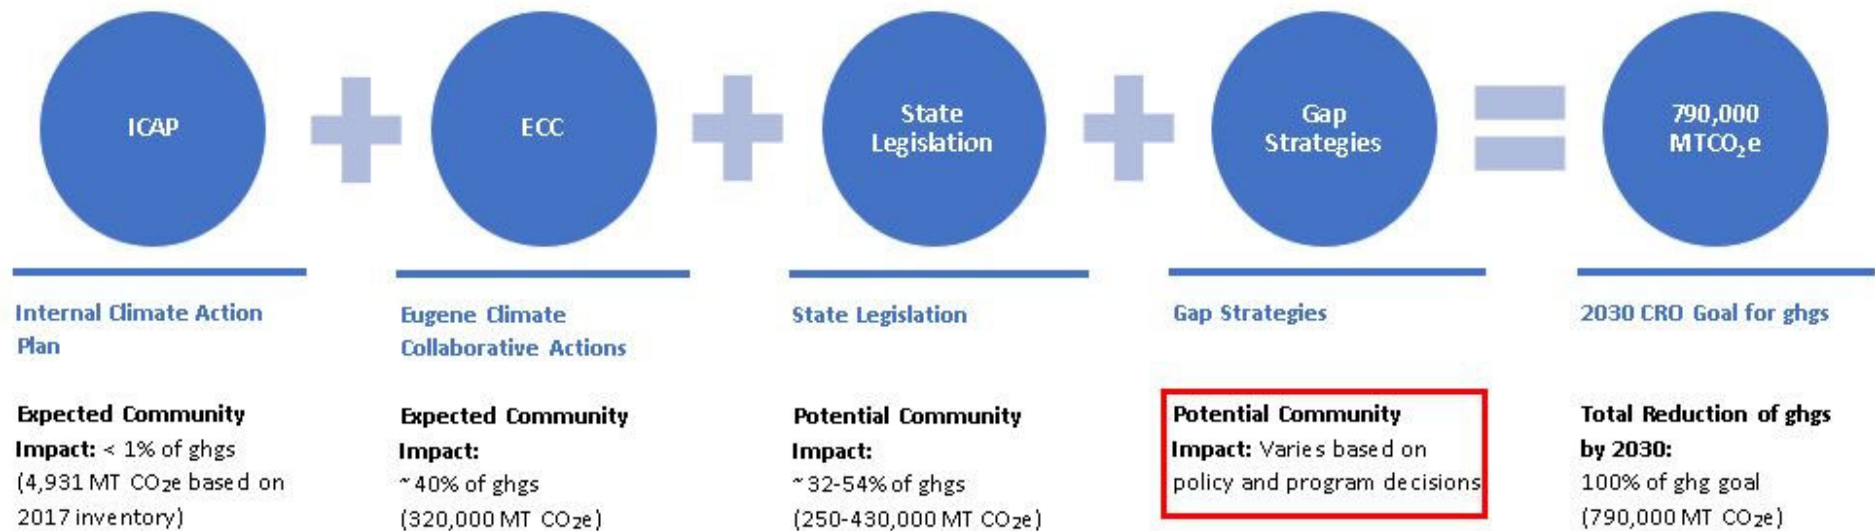 ICAP
ECC
State
Legislation
Gap
Strategies
790,000
MTCO₂e
Internal Climate Action
Plan
Expected Community
Impact: < 1% of ghgs
(4,931 MT CO₂e based on
2017 inventory)
Eugene Climate
Collaborative Actions
Expected Community
Impact:
~40% of ghgs
(320,000 MT CO₂e)
State Legislation
Potential Community
Impact:
~32-54% of ghgs
(250-430,000 MT CO₂e)
Gap Strategies
Potential Community
Impact: Varies based on
policy and program decisions
2030 CRO Goal for ghgs
Total Reduction of ghgs
by 2030:
100% of ghg goal
(790,000 MT CO₂e)